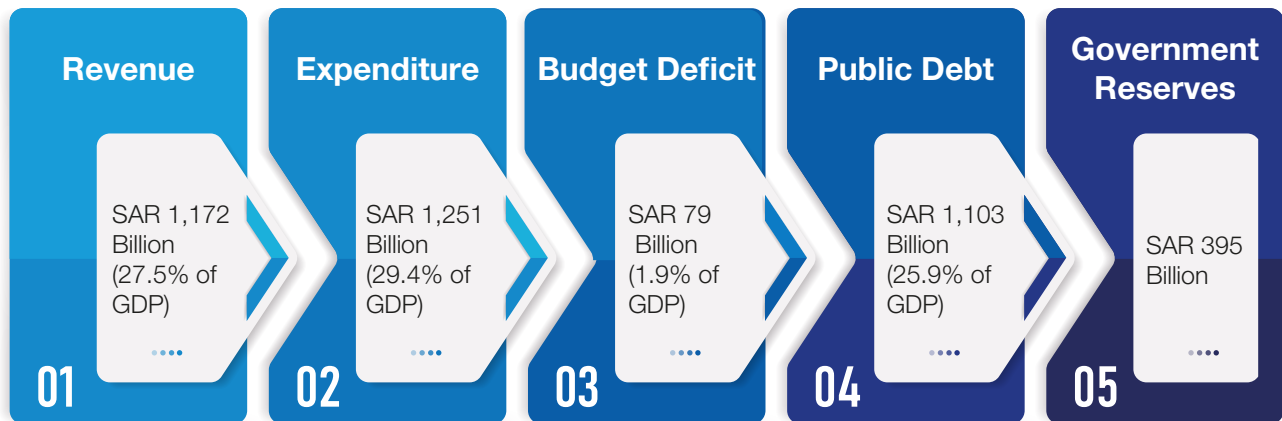 Revenue
SAR 1,172
Billion
(27.5% of
GDP)
01
Expenditure
SAR 1,251
Billion
(29.4% of
GDP)
02
Budget Deficit
SAR 79
Billion
(1.9% of
GDP)
03
Public Debt
SAR 1,103
Billion
(25.9% of
GDP)
04
Government
Reserves
SAR 395
Billion
05